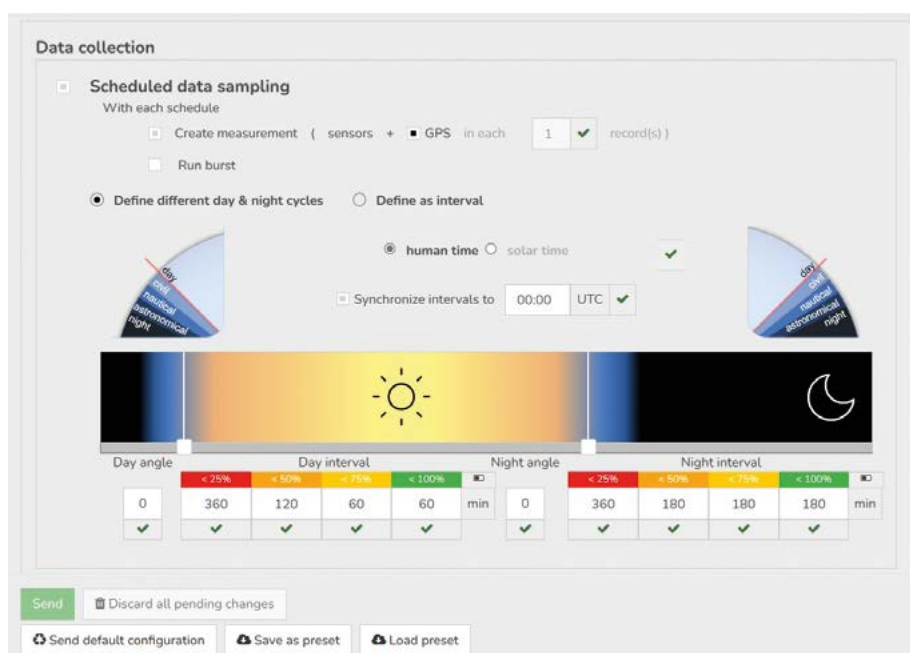 Data collection
Scheduled data sampling
With each schedule
Create measurement ( sensors + GPS in each 1 record(s) )
Run burst
Define different day & night cycles Define as interval
human time solar time
day
civil
nautical
astronomical
night
Synchronize intervals to 00:00 UTC
day
civil
nautical
astronomical
night
Day angle Day interval Night angle Night interval
< 25% < 50% < 75% < 100% < 25% < 50% < 75% < 100%
0 360 120 60 60 min 0 360 180 180 180 min
Send Discard all pending changes
Send default configuration Save as preset Load preset